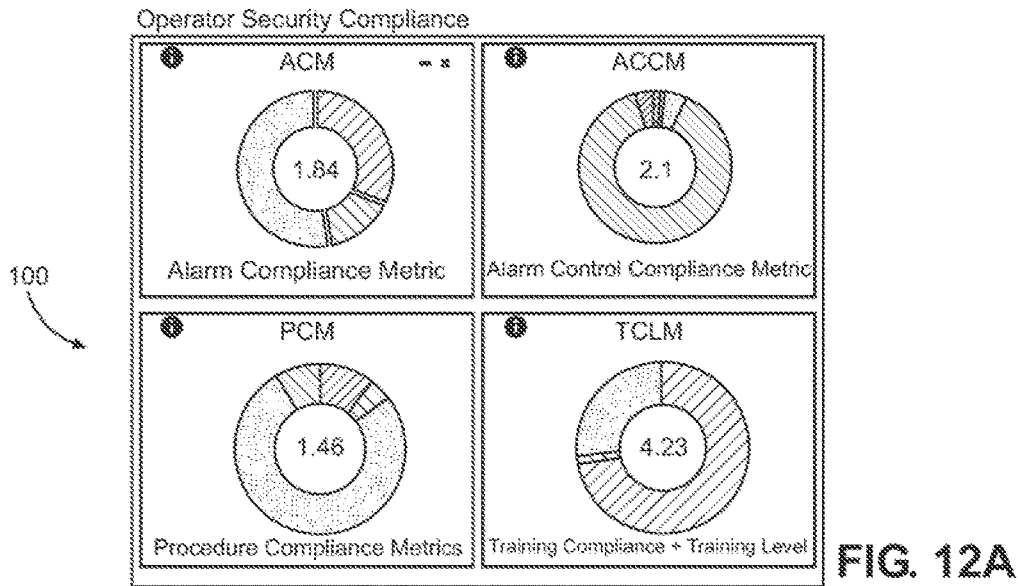 Operator Security Compliance
ACM
1.84
Alarm Compliance Metric
ACCM
2.1
Alarm Control Compliance Metric
100
PCM
1.46
Procedure Compliance Metrics
TCLM
4.23
Training Compliance + Training Level
FIG. 12A